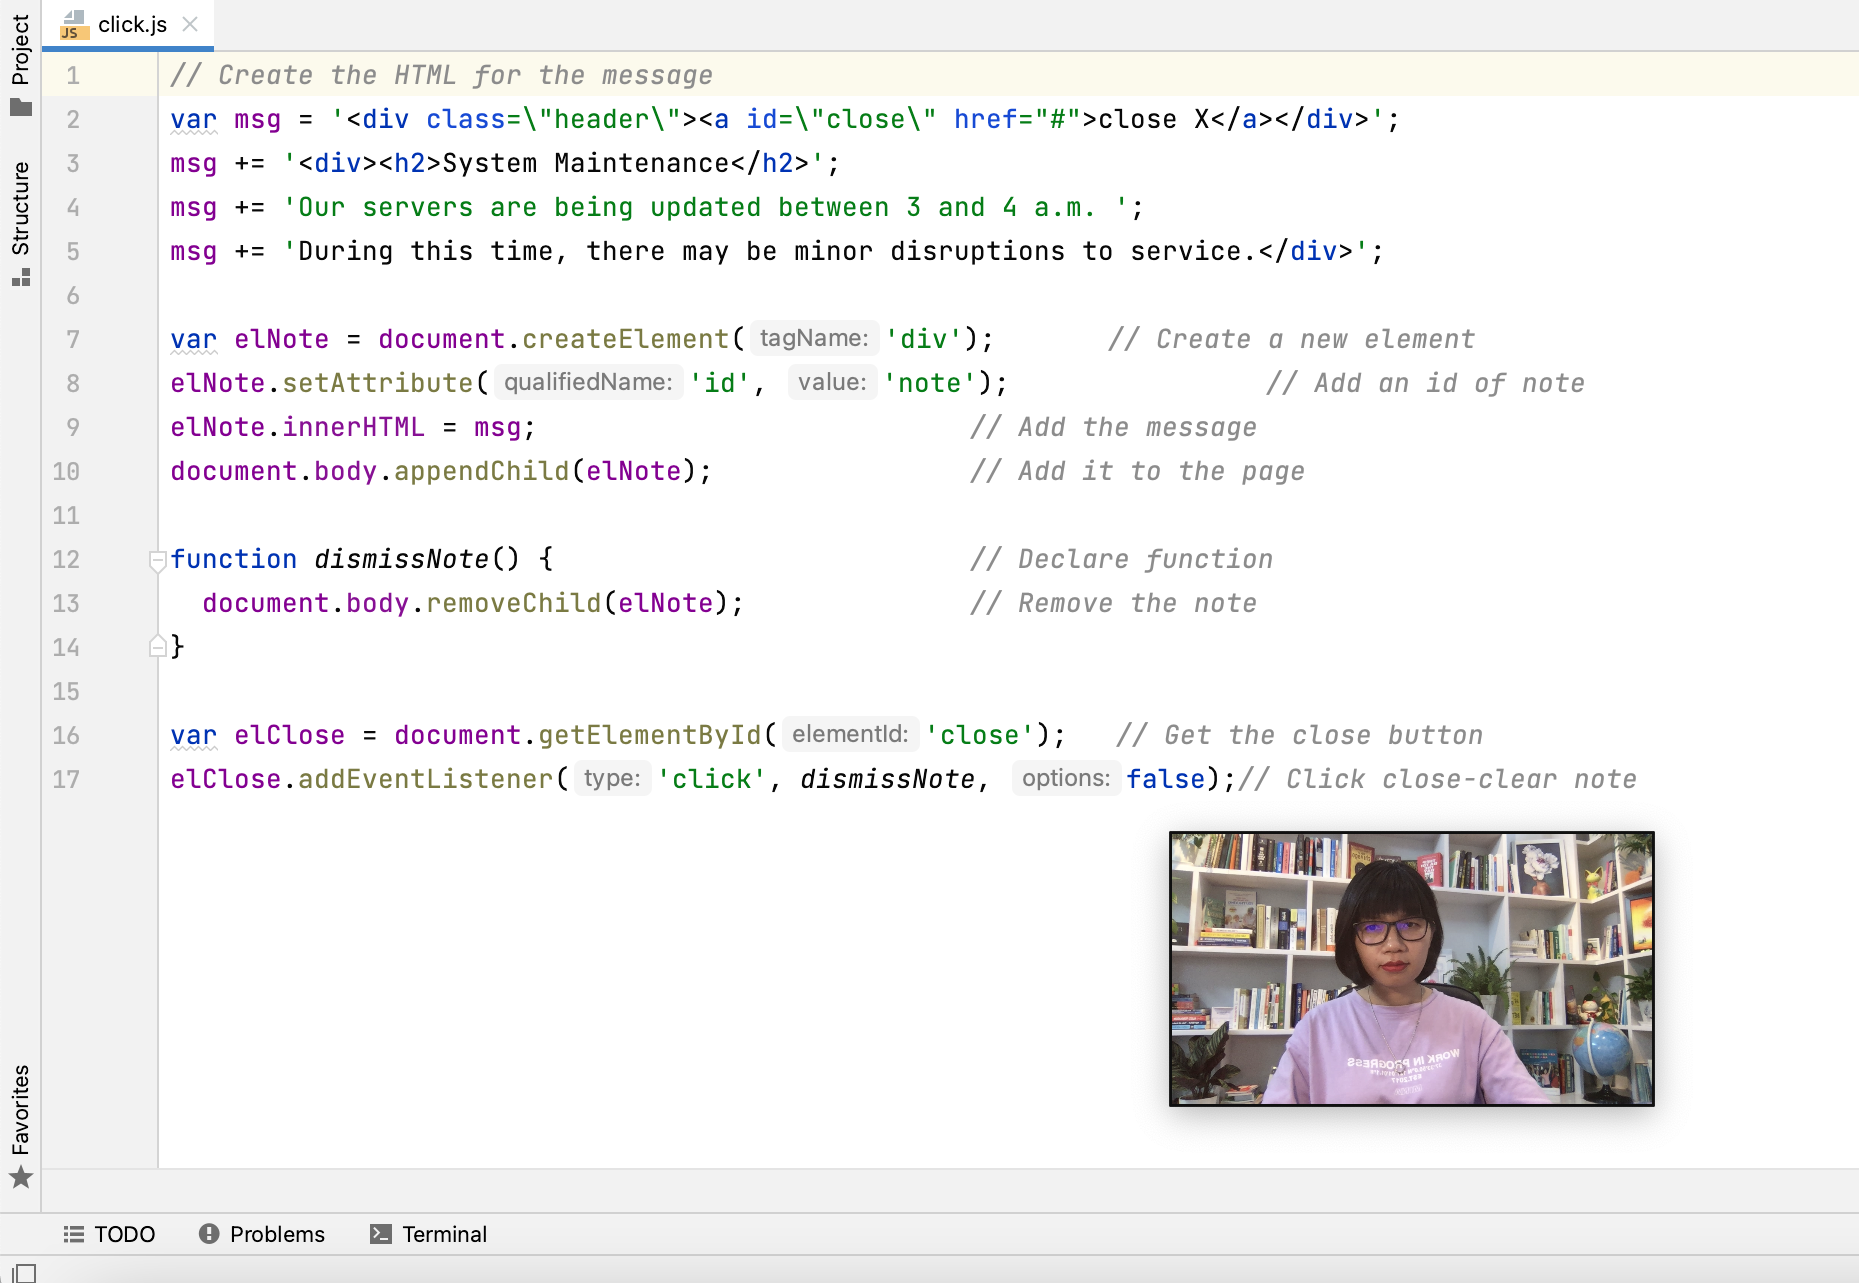 Project
Structure
Favorites
JS click.js
1 // Create the HTML for the message
2 var msg = '<div class=\"header\"><a id=\"close\" href="#">close X</a></div>';
3 msg += '<div><h2>System Maintenance</h2>';
4 msg += 'Our servers are being updated between 3 and 4 a.m. ';
5 msg += 'During this time, there may be minor disruptions to service.</div>';
6
7 var elNote = document.createElement( tagName: 'div'); // Create a new element
8 elNote.setAttribute( qualifiedName: 'id', value: 'note'); // Add an id of note
9 elNote.innerHTML = msg; // Add the message
10 document.body.appendChild(elNote); // Add it to the page
11
12 function dismissNote() { // Declare function
13 document.body.removeChild(elNote); // Remove the note
14 }
15
16 var elClose = document.getElementById( elementId: 'close'); // Get the close button
17 elClose.addEventListener( type: 'click', dismissNote, options: false);// Click close-clear note
WORK IN PROGRESS
TODO Problems Terminal